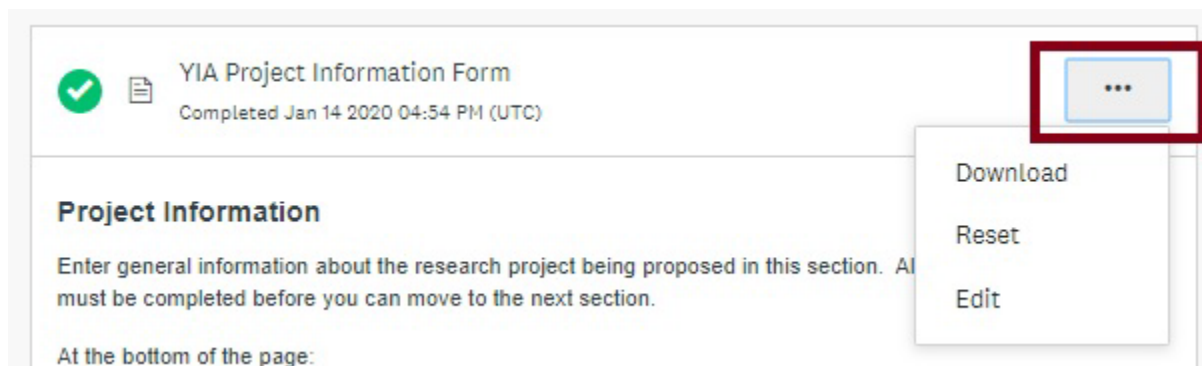 YIA Project Information Form
Completed Jan 14 2020 04:54 PM (UTC)
...
Download
Reset
Edit
Project Information
Enter general information about the research project being proposed in this section.
must be completed before you can move to the next section.
At the bottom of the page: